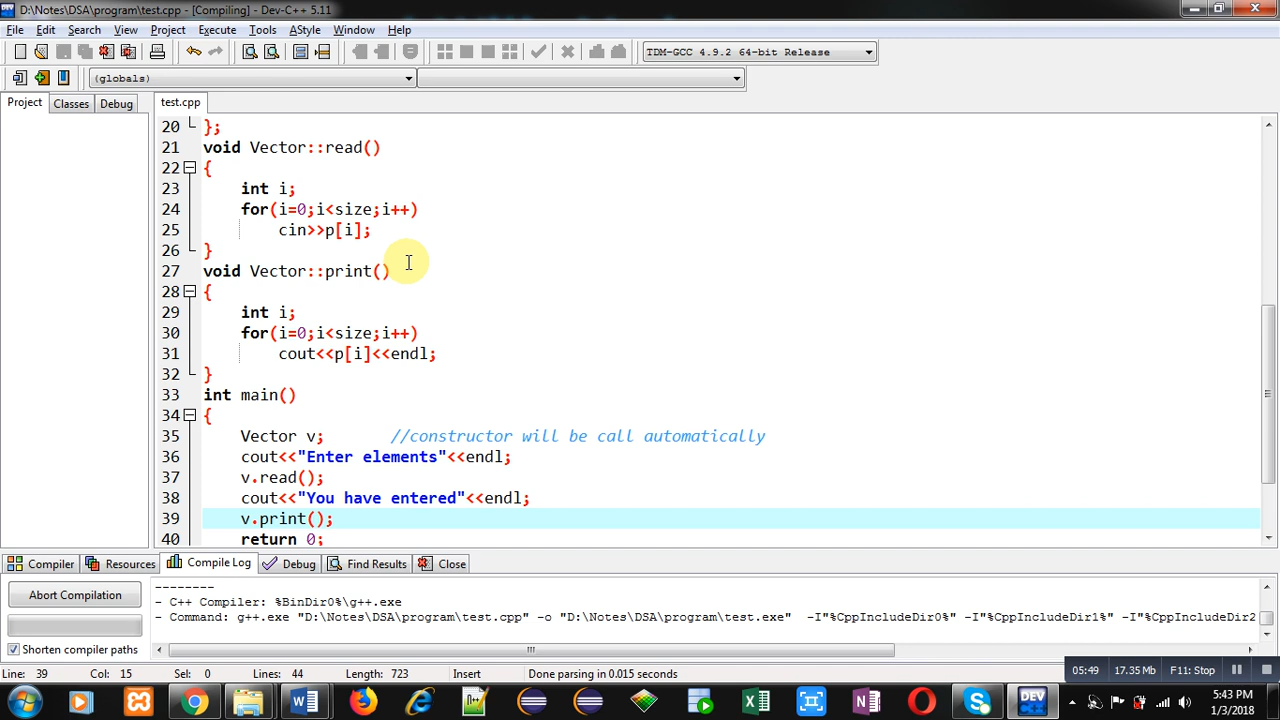 D:\Notes\DSA\program\test.cpp - [Compiling] - Dev-C++ 5.11
File Edit Search View Project Execute Tools AStyle Window Help
TDM-GCC 4.9.2 64-bit Release
(globals)
Project Classes Debug test.cpp
20 };
21 void Vector::read()
22 {
23 int i;
24 for(i=0;i<size;i++)
25 cin>>p[i];
26 }
27 void Vector::print()
28 {
29 int i;
30 for(i=0;i<size;i++)
31 cout<<p[i]<<endl;
32 }
33 int main()
34 {
35 Vector v; //constructor will be call automatically
36 cout<<"Enter elements"<<endl;
37 v.read();
38 cout<<"You have entered"<<endl;
39 v.print();
40 return 0;
Compiler Resources Compile Log Debug Find Results Close
Abort Compilation
Shorten compiler paths
--------
- C++ Compiler: %BinDir0%\g++.exe
- Command: g++.exe "D:\Notes\DSA\program\test.cpp" -o "D:\Notes\DSA\program\test.exe" -I"%CppIncludeDir0%" -I"%CppIncludeDir1%" -I"%CppIncludeDir2
Line: 39 Col: 15 Sel: 0 Lines: 44 Length: 723 Insert Done parsing in 0.015 seconds
05:49 17.35 Mb F11: Stop
DEV
5:43 PM
1/3/2018